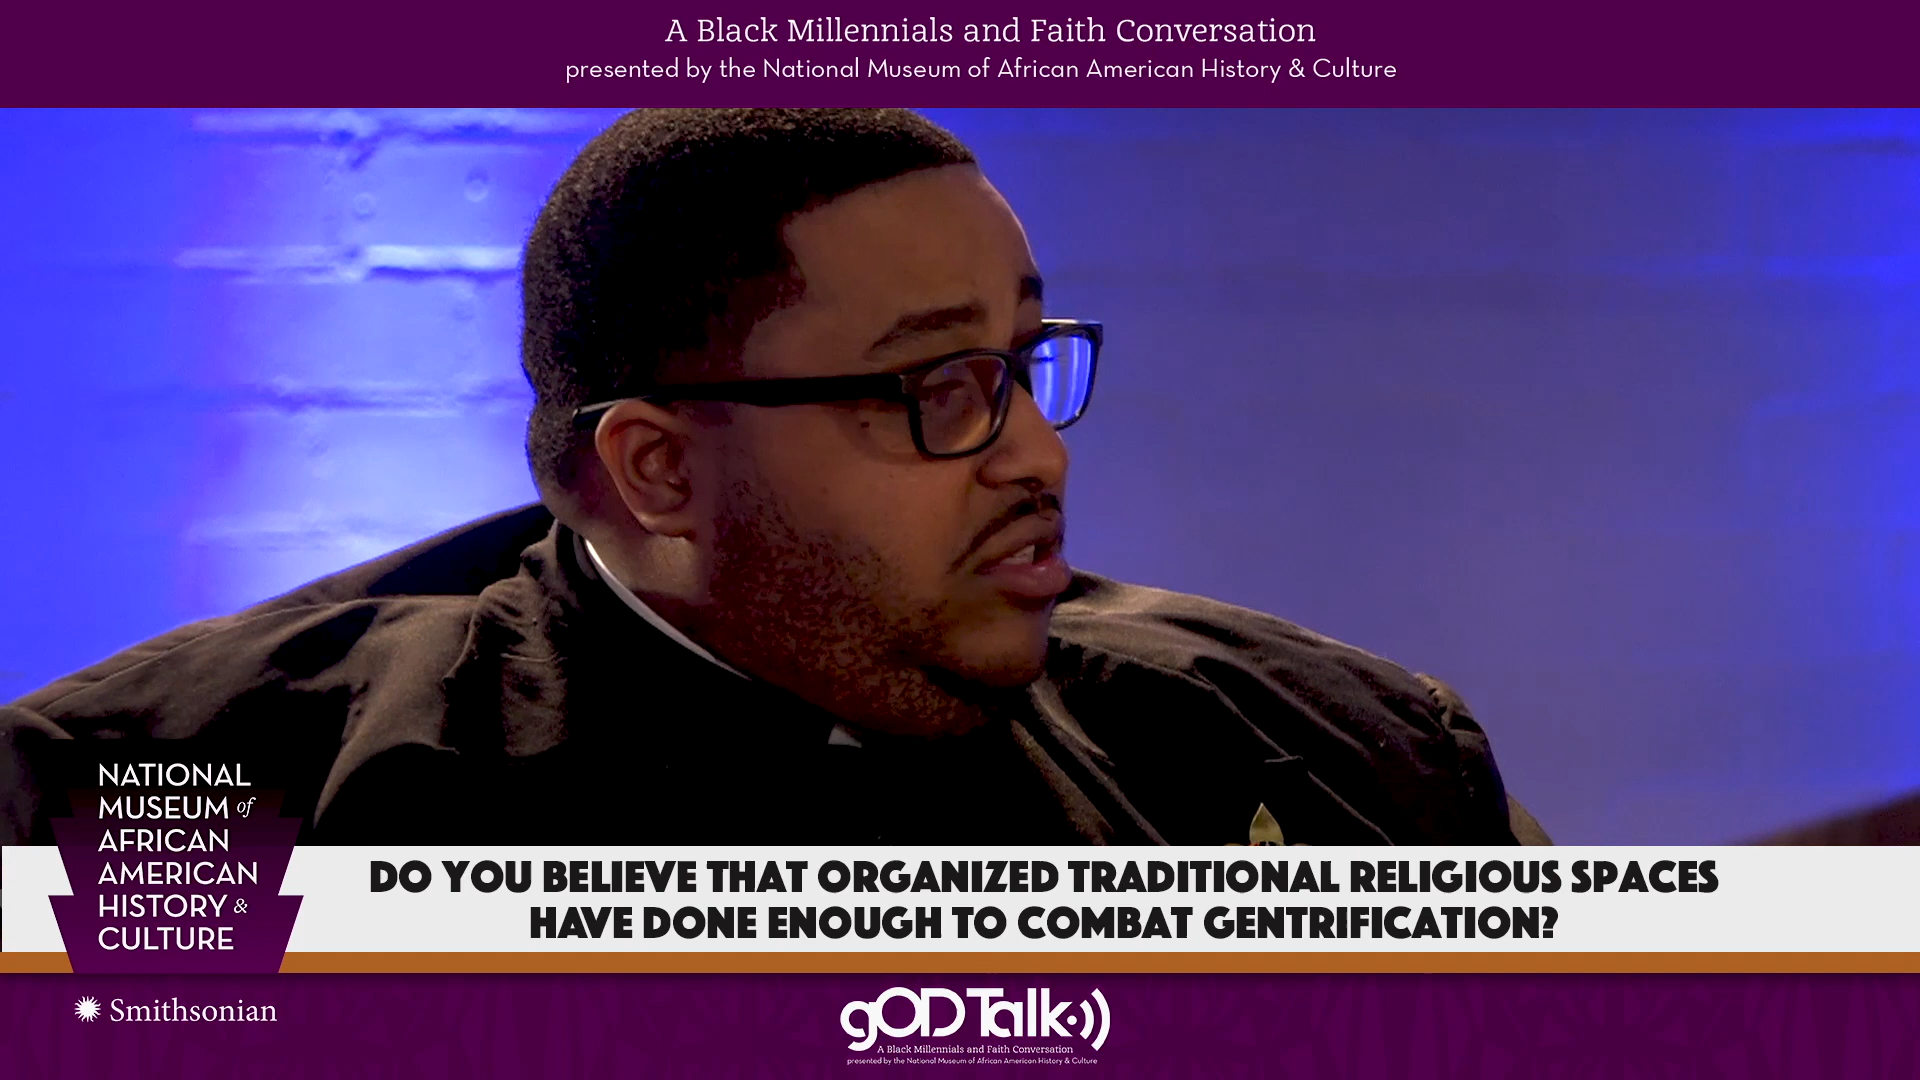 A Black Millennials and Faith Conversation
presented by the National Museum of African American History & Culture
NATIONAL
MUSEUM of
AFRICAN
AMERICAN
HISTORY &
CULTURE
DO YOU BELIEVE THAT ORGANIZED TRADITIONAL RELIGIOUS SPACES
HAVE DONE ENOUGH TO COMBAT GENTRIFICATION?
Smithsonian
gODTalk
A Black Millennials and Faith Conversation
presented by the National Museum of African American History & Culture